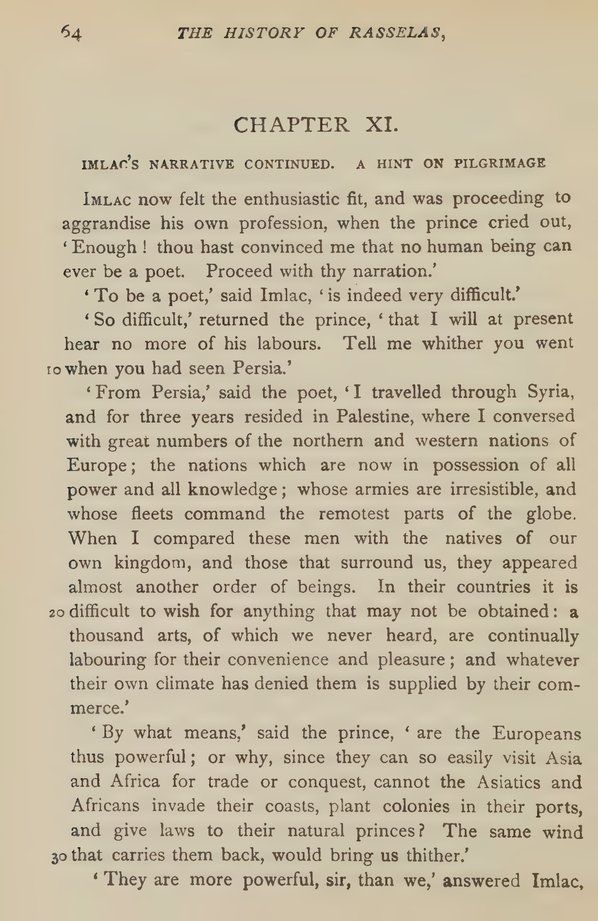 64 THE HISTORY OF RASSELAS,
CHAPTER XI.
IMLAC'S NARRATIVE CONTINUED. A HINT ON PILGRIMAGE
IMLAC now felt the enthusiastic fit, and was proceeding to
aggrandise his own profession, when the prince cried out,
‘Enough ! thou hast convinced me that no human being can
ever be a poet. Proceed with thy narration.’
‘To be a poet,’ said Imlac, ‘is indeed very difficult.’
‘So difficult,’ returned the prince, ‘that I will at present
hear no more of his labours. Tell me whither you went
10 when you had seen Persia.’
‘From Persia,’ said the poet, ‘I travelled through Syria,
and for three years resided in Palestine, where I conversed
with great numbers of the northern and western nations of
Europe; the nations which are now in possession of all
power and all knowledge; whose armies are irresistible, and
whose fleets command the remotest parts of the globe.
When I compared these men with the natives of our
own kingdom, and those that surround us, they appeared
almost another order of beings. In their countries it is
20 difficult to wish for anything that may not be obtained: a
thousand arts, of which we never heard, are continually
labouring for their convenience and pleasure; and whatever
their own climate has denied them is supplied by their com-
merce.’
‘By what means,’ said the prince, ‘are the Europeans
thus powerful; or why, since they can so easily visit Asia
and Africa for trade or conquest, cannot the Asiatics and
Africans invade their coasts, plant colonies in their ports,
and give laws to their natural princes? The same wind
30 that carries them back, would bring us thither.’
‘They are more powerful, sir, than we,’ answered Imlac,